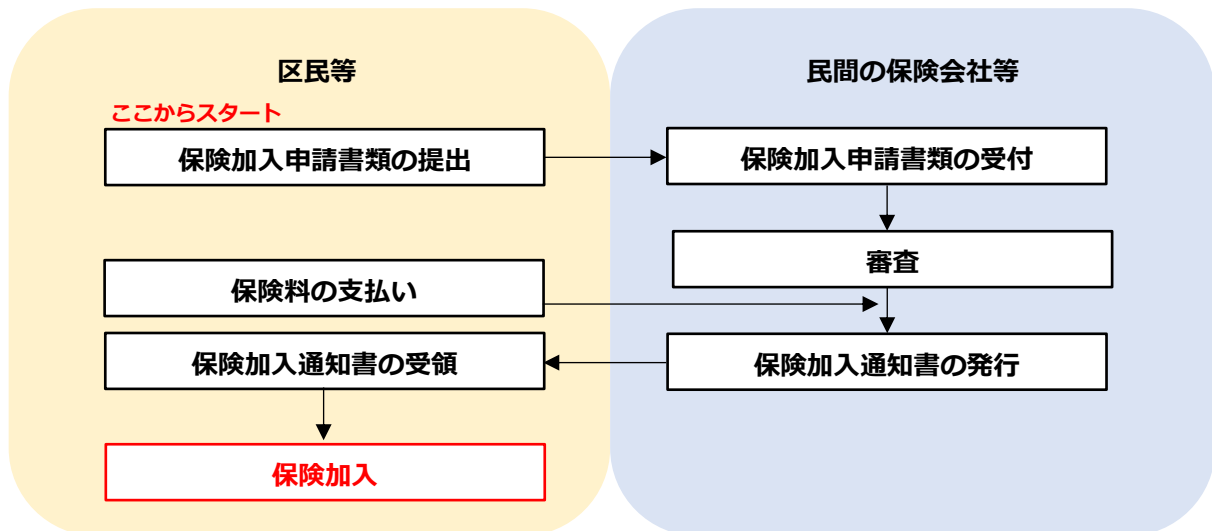 区民等
民間の保険会社等
ここからスタート
保険加入申請書類の提出
保険加入申請書類の受付
審査
保険料の支払い
保険加入通知書の受領
保険加入通知書の発行
保険加入